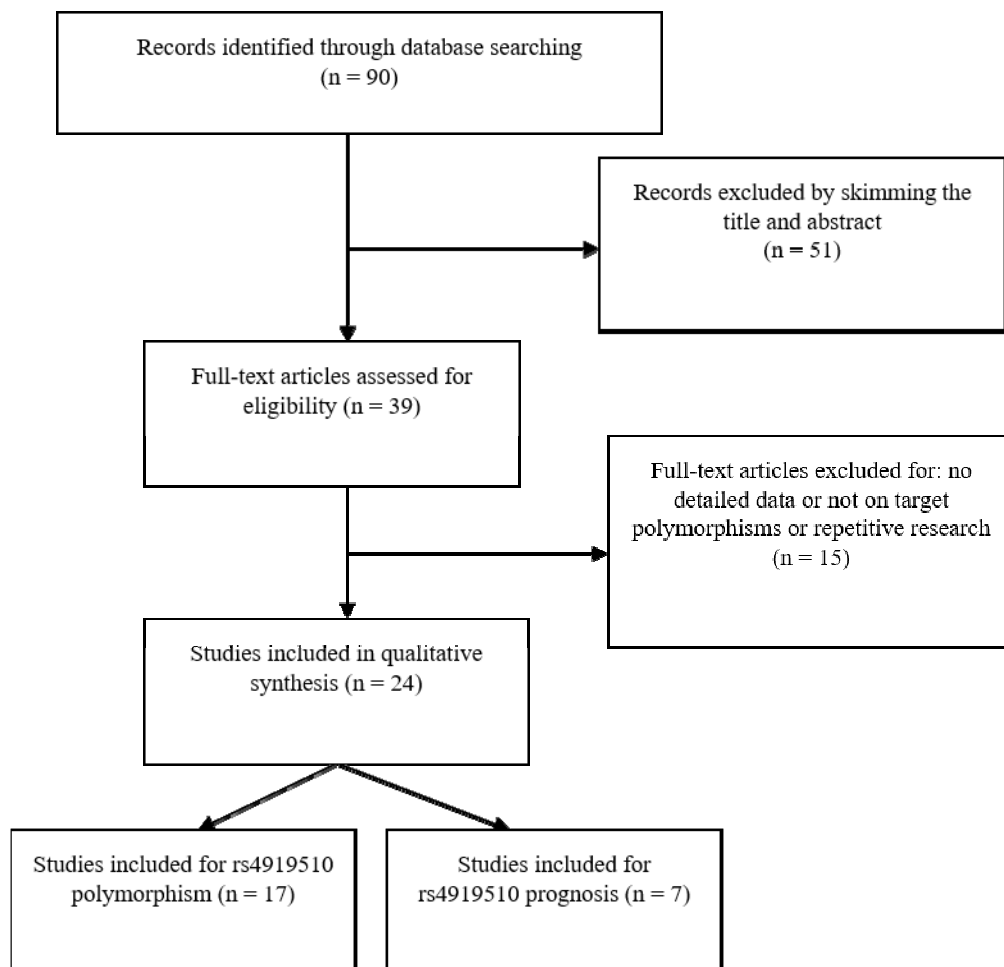 Records identified through database searching
(n = 90)
Records excluded by skimming the
title and abstract
(n = 51)
Full-text articles assessed for
eligibility (n = 39)
Full-text articles excluded for: no
detailed data or not on target
polymorphisms or repetitive research
(n = 15)
Studies included in qualitative
synthesis (n = 24)
Studies included for rs4919510
polymorphism (n = 17)
Studies included for
rs4919510 prognosis (n = 7)